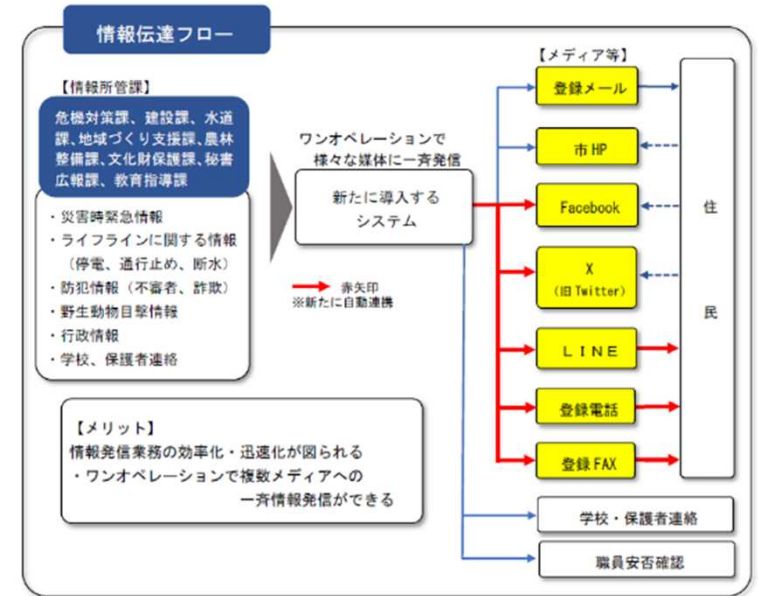 情報伝達フロー
【情報所管課】
危機対策課、建設課、水道
課、地域づくり支援課、農林
整備課、文化財保護課、秘書
広報課、教育指導課
・災害時緊急情報
・ライフラインに関する情報
（停電、通行止め、断水）
・防犯情報（不審者、詐欺）
・野生動物目撃情報
・行政情報
・学校、保護者連絡
ワンオペレーションで
様々な媒体に一斉発信
新たに導入する
システム
赤矢印
※新たに自動連携
【メディア等】
登録メール
市 HP
Facebook
X
（旧 Twitter）
ＬＩＮＥ
登録電話
登録 FAX
住民
学校・保護者連絡
職員安否確認
【メリット】
情報発信業務の効率化・迅速化が図られる
・ワンオペレーションで複数メディアへの
一斉情報発信ができる